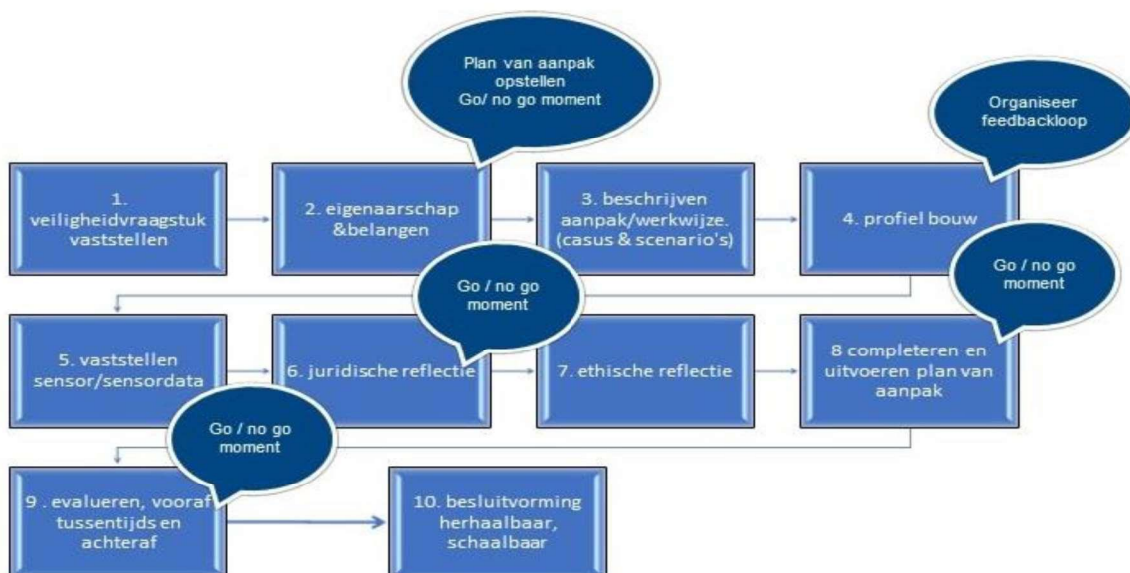 Plan van aanpak
opstellen
Go/ no go moment
Organiseer
feedbackloop
1.
veiligheidvraagstuk
vaststellen
2. eigenaarschap
&belangen
3. beschrijven
aanpak/werkwijze.
(casus & scenario's)
4. profiel bouw
Go / no go
moment
Go / no go
moment
5. vaststellen
sensor/sensordata
6. juridische reflectie
7. ethische reflectie
8 completeren en
uitvoeren plan van
aanpak
Go / no go
moment
9 . evalueren, vooraf
tussentijds en
achteraf
10. besluitvorming
herhaalbaar,
schaalbaar